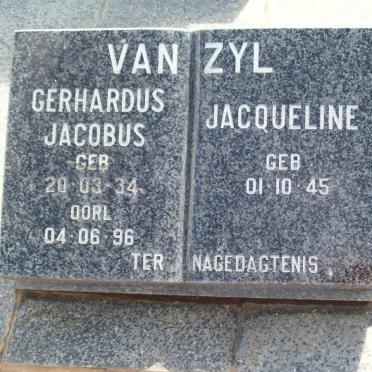 VAN ZYL
GERHARDUS
JACOBUS
GEB
20·03·34
OORL
04·06·96
JACQUELINE
GEB
01·10·45
TER NAGEDAGTENIS